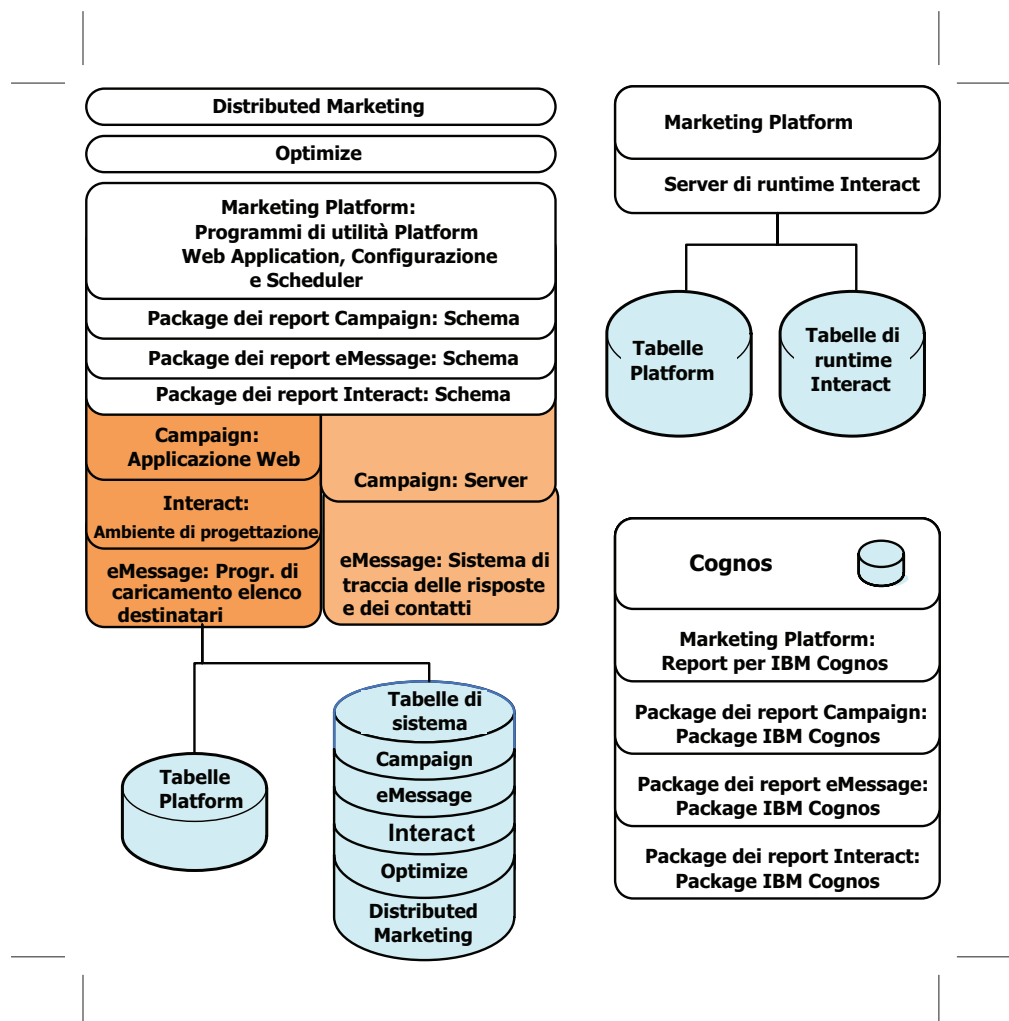 Distributed Marketing
Optimize
Marketing Platform:
Programmi di utilità Platform
Web Application, Configurazione
e Scheduler
Package dei report Campaign: Schema
Package dei report eMessage: Schema
Package dei report Interact: Schema
Campaign:
Applicazione Web
Interact:
Ambiente di progettazione
eMessage: Progr. di
caricamento elenco
destinatari
Campaign: Server
eMessage: Sistema di
traccia delle risposte
e dei contatti
Tabelle
Platform
Tabelle di
sistema
Campaign
eMessage
Interact
Optimize
Distributed
Marketing
Marketing Platform
Server di runtime Interact
Tabelle
Platform
Tabelle di
runtime
Interact
Cognos
Marketing Platform:
Report per IBM Cognos
Package dei report Campaign:
Package IBM Cognos
Package dei report eMessage:
Package IBM Cognos
Package dei report Interact:
Package IBM Cognos